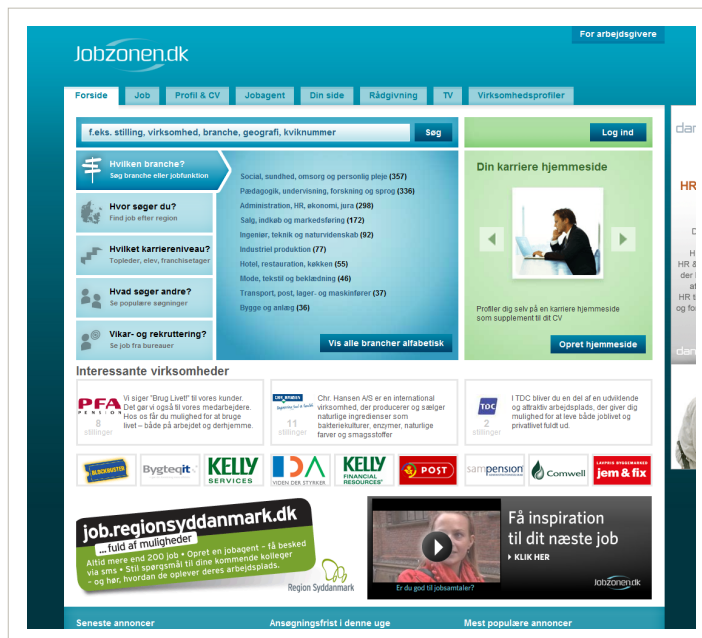 For arbejdsgivere
Jobzonen.dk
Forside Job Profil & CV Jobagent Din side Rådgivning TV Virksomhedsprofiler
f.eks. stilling, virksomhed, branche, geografi, kviknummer Søg
Log ind
Hvilken branche?
Søg branche eller jobfunktion
Hvor søger du?
Find job efter region
Hvilket karriereniveau?
Topleder, elev, franchisetager
Hvad søger andre?
Se populære søgninger
Vikar- og rekruttering?
Se job fra bureauer
Social, sundhed, omsorg og personlig pleje (357)
Pædagogik, undervisning, forskning og sprog (336)
Administration, HR, økonomi, jura (298)
Salg, indkøb og markedsføring (172)
Ingeniør, teknik og naturvidenskab (92)
Industriel produktion (77)
Hotel, restauration, køkken (55)
Mode, tekstil og beklædning (46)
Transport, post, lager- og maskinfører (37)
Bygge og anlæg (36)
Vis alle brancher alfabetisk
Din karriere hjemmeside
Profiler dig selv på en karriere hjemmeside
som supplement til dit CV
Opret hjemmeside
HR
HR &
der
HR t
og fo
dan
Interessante virksomheder
PFA
PENSION
8
stillinger
Vi siger "Brug Livet!" til vores kunder.
Det gør vi også til vores medarbejdere.
Hos os får du mulighed for at bruge
livet – både på arbejdet og derhjemme.
CHR. HANSEN
11
stillinger
Chr. Hansen A/S er en international
virksomhed, der producerer og sælger
naturlige ingredienser som
bakteriekulturer, enzymer, naturlige
farver og smagsstoffer
TDC
2
stillinger
I TDC bliver du en del af en udviklende
og attraktiv arbejdsplads, der giver dig
mulighed for at leve både joblivet og
privatlivet fuldt ud.
BLOCKBUSTER
Bygteqit
KELLY
SERVICES
DA
VIDEN DER STYRKER
KELLY
FINANCIAL
RESOURCES
POST
sampension
Comwell
LAVPRIS BYGGEMARKED
jem & fix
job.regionsyddanmark.dk
...fuld af muligheder
Altid mere end 200 job • Opret en jobagent - få besked
via sms • Stil spørgsmål til dine kommende kolleger
- og hør, hvordan de oplever deres arbejdsplads.
Region Syddanmark
Er du god til jobsamtaler?
Få inspiration
til dit næste job
KLIK HER
Jobzonen.dk
Seneste annoncer Ansøgningsfrist i denne uge Mest populære annoncer